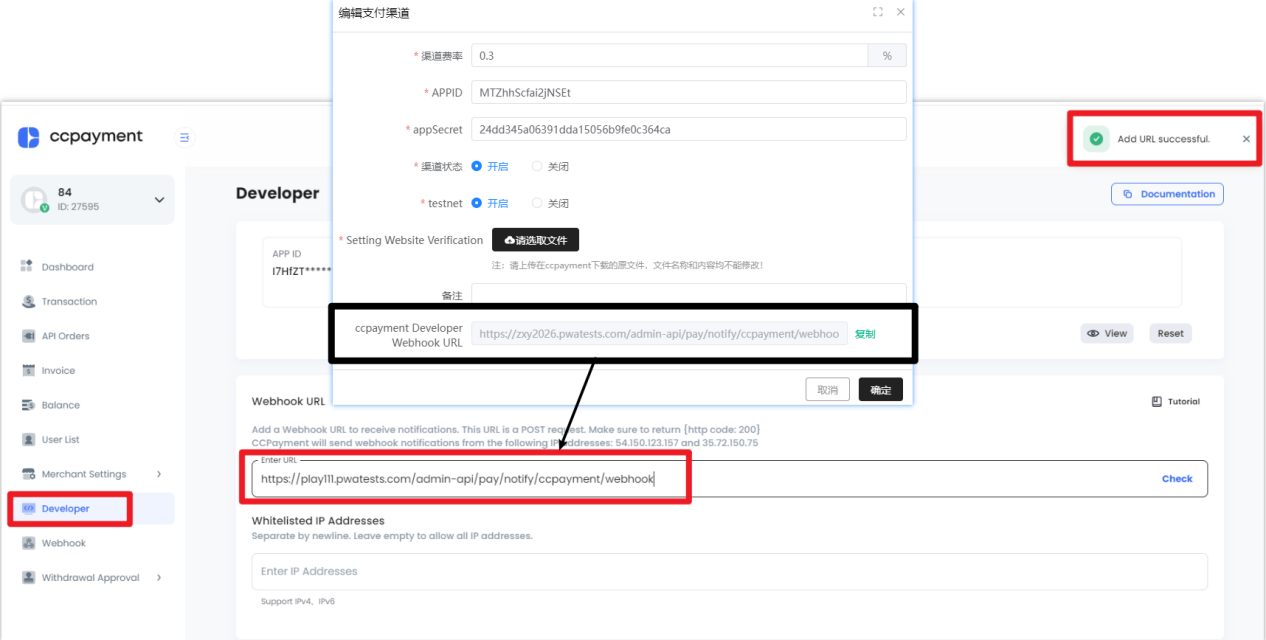 编辑支付渠道
* 渠道费率 0.3 %
* APPID MTZhhScfai2jNSEt
* appSecret 24dd345a06391dda15056b9fe0c364ca
* 渠道状态 开启 关闭
* testnet 开启 关闭
* Setting Website Verification 请选取文件
注：请上传在ccpayment下载的原文件，文件名称和内容均不能修改！
备注
ccpayment Developer Webhook URL
https://zxy2026.pwatests.com/admin-api/pay/notify/ccpayment/webhoo 复制
取消 确定
ccpayment
84
ID: 27595
Dashboard
Transaction
API Orders
Invoice
Balance
User List
Merchant Settings
Developer
Webhook
Withdrawal Approval
Add URL successful.
Developer
Documentation
APP ID
I7HfZT*****
View Reset
Webhook URL
Tutorial
Add a Webhook URL to receive notifications. This URL is a POST request. Make sure to return {http code: 200}
CCPayment will send webhook notifications from the following IP addresses: 54.150.123.157 and 35.72.150.75
Enter URL
https://play111.pwatests.com/admin-api/pay/notify/ccpayment/webhook
Check
Whitelisted IP Addresses
Separate by newline. Leave empty to allow all IP addresses.
Enter IP Addresses
Support IPv4、IPv6